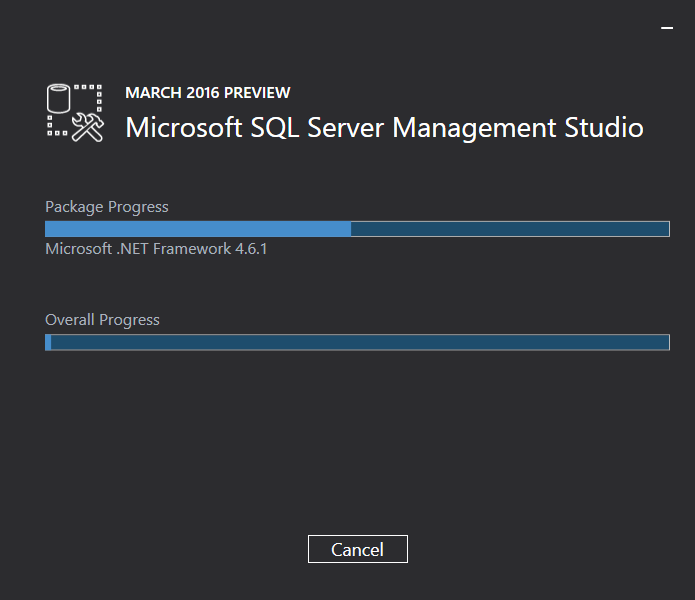 MARCH 2016 PREVIEW
Microsoft SQL Server Management Studio
Package Progress
Microsoft .NET Framework 4.6.1
Overall Progress
Cancel